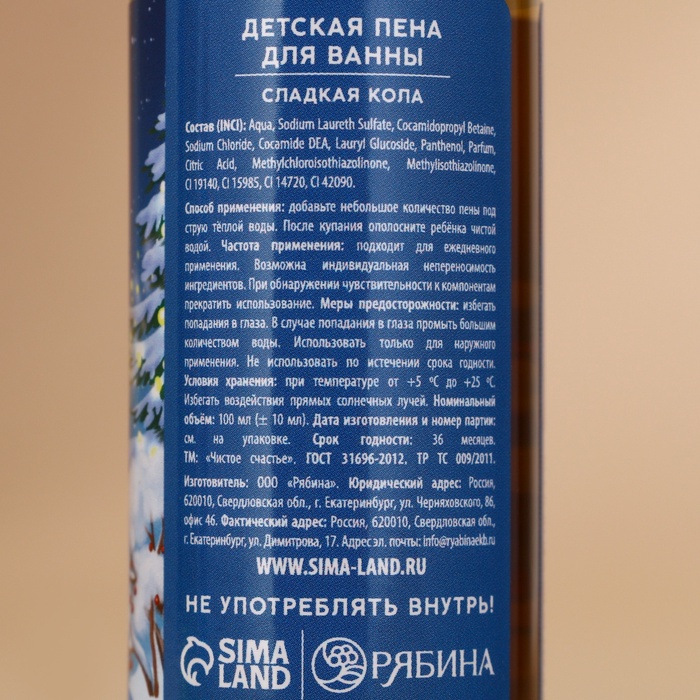 ДЕТСКАЯ ПЕНА
ДЛЯ ВАННЫ
СЛАДКАЯ КОЛА
Состав (INCI): Aqua, Sodium Laureth Sulfate, Cocamidopropyl Betaine,
Sodium Chloride, Cocamide DEA, Lauryl Glucoside, Panthenol, Parfum,
Citric Acid, Methylchloroisothiazolinone, Methylisothiazolinone,
CI 19140, CI 15985, CI 14720, CI 42090.
Способ применения: добавьте небольшое количество пены под
струю тёплой воды. После купания ополосните ребёнка чистой
водой. Частота применения: подходит для ежедневного
применения. Возможна индивидуальная непереносимость
ингредиентов. При обнаружении чувствительности к компонентам
прекратить использование. Меры предосторожности: избегать
попадания в глаза. В случае попадания в глаза промыть большим
количеством воды. Использовать только для наружного
применения. Не использовать по истечении срока годности.
Условия хранения: при температуре от +5 °С до +25 °С.
Избегать воздействия прямых солнечных лучей. Номинальный
объём: 100 мл (± 10 мл). Дата изготовления и номер партии:
см. на упаковке. Срок годности: 36 месяцев.
ТМ: «Чистое счастье». ГОСТ 31696-2012. ТР ТС 009/2011.
Изготовитель: ООО «Рябина». Юридический адрес: Россия,
620010, Свердловская обл., г. Екатеринбург, ул. Черняховского, 86,
офис 46. Фактический адрес: Россия, 620010, Свердловская обл.,
г. Екатеринбург, ул. Димитрова, 17. Адрес эл. почты: info@ryabinaekb.ru
WWW.SIMA-LAND.RU
НЕ УПОТРЕБЛЯТЬ ВНУТРЬ!
SIMA LAND РЯБИНА